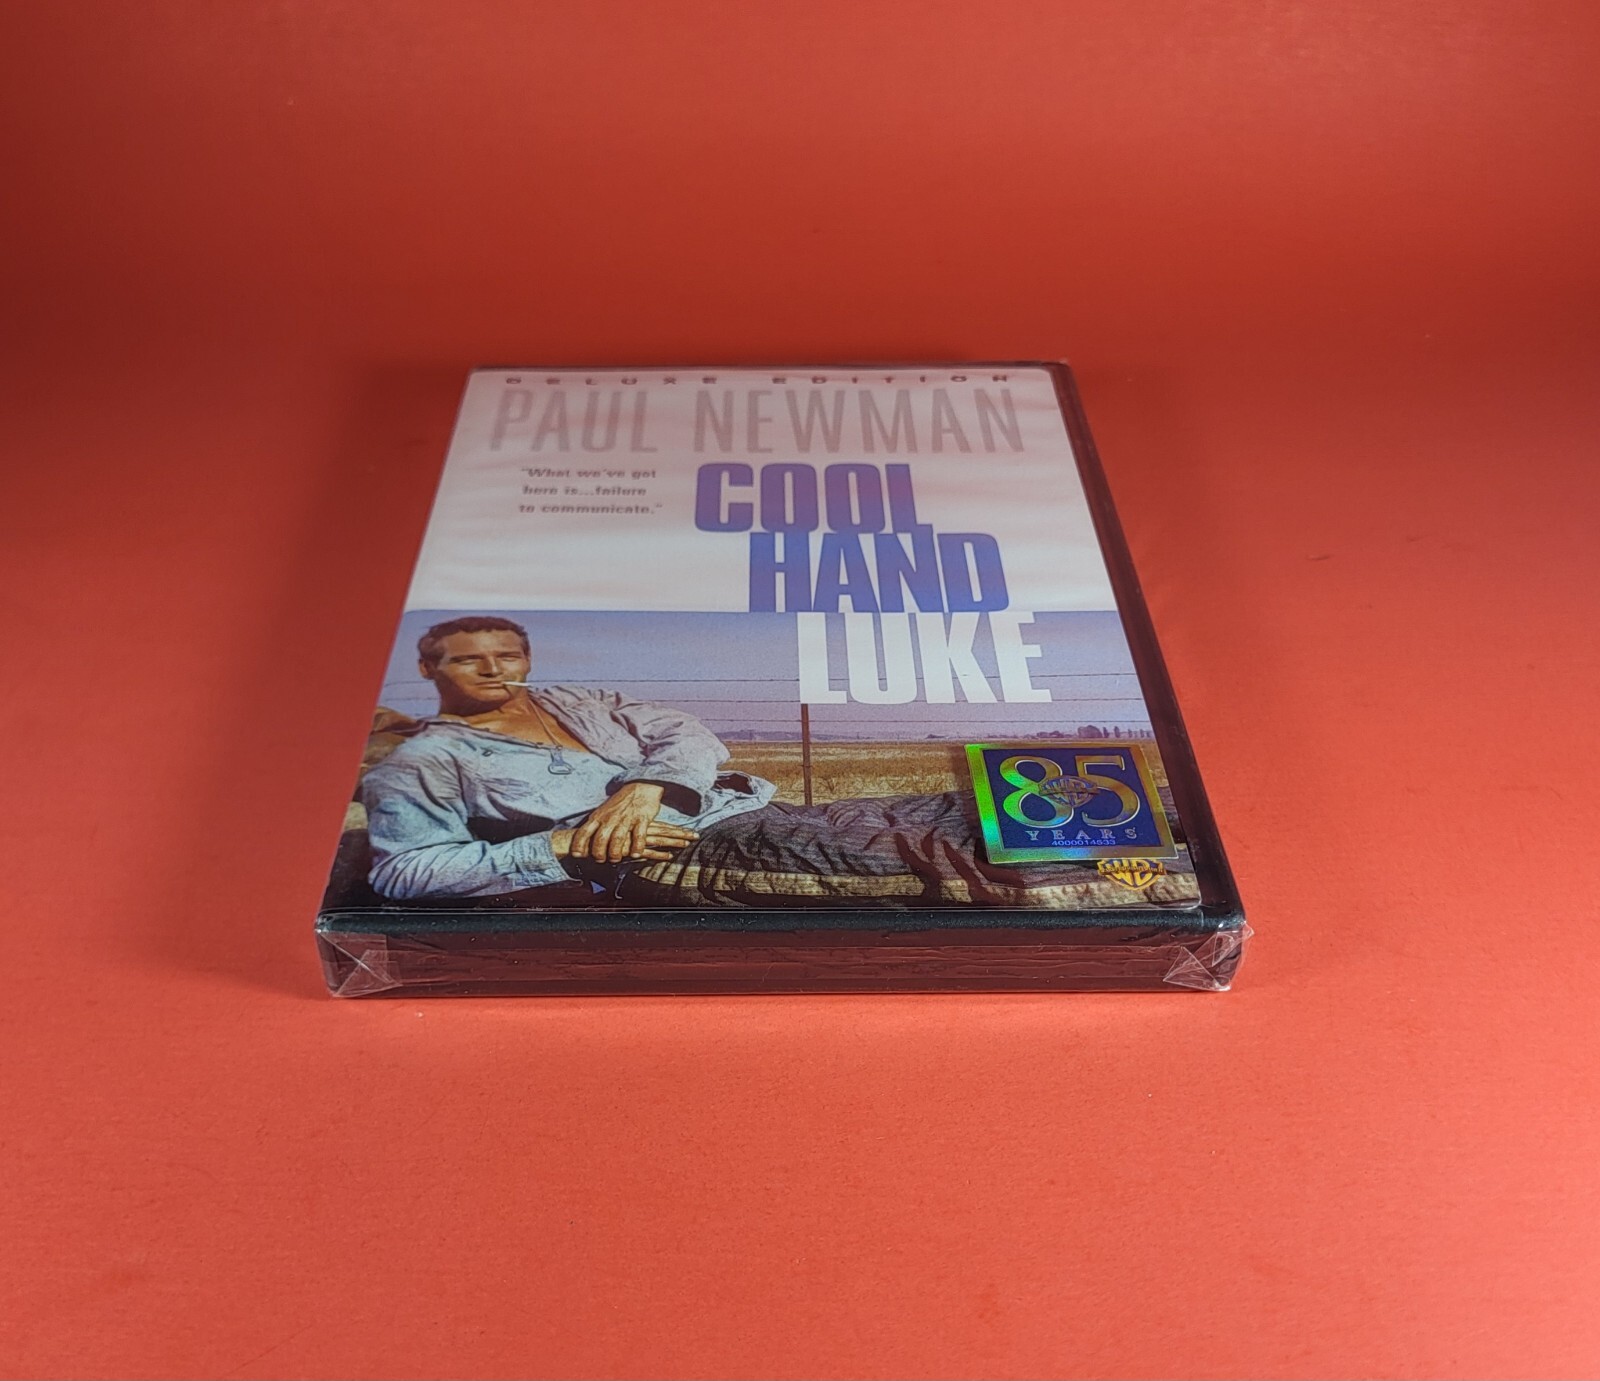 DELUXE EDITION
PAUL NEWMAN
"What we've got
here is...failure
to communicate."
COOL
HAND
LUKE
85
YEARS
4000014533
WB